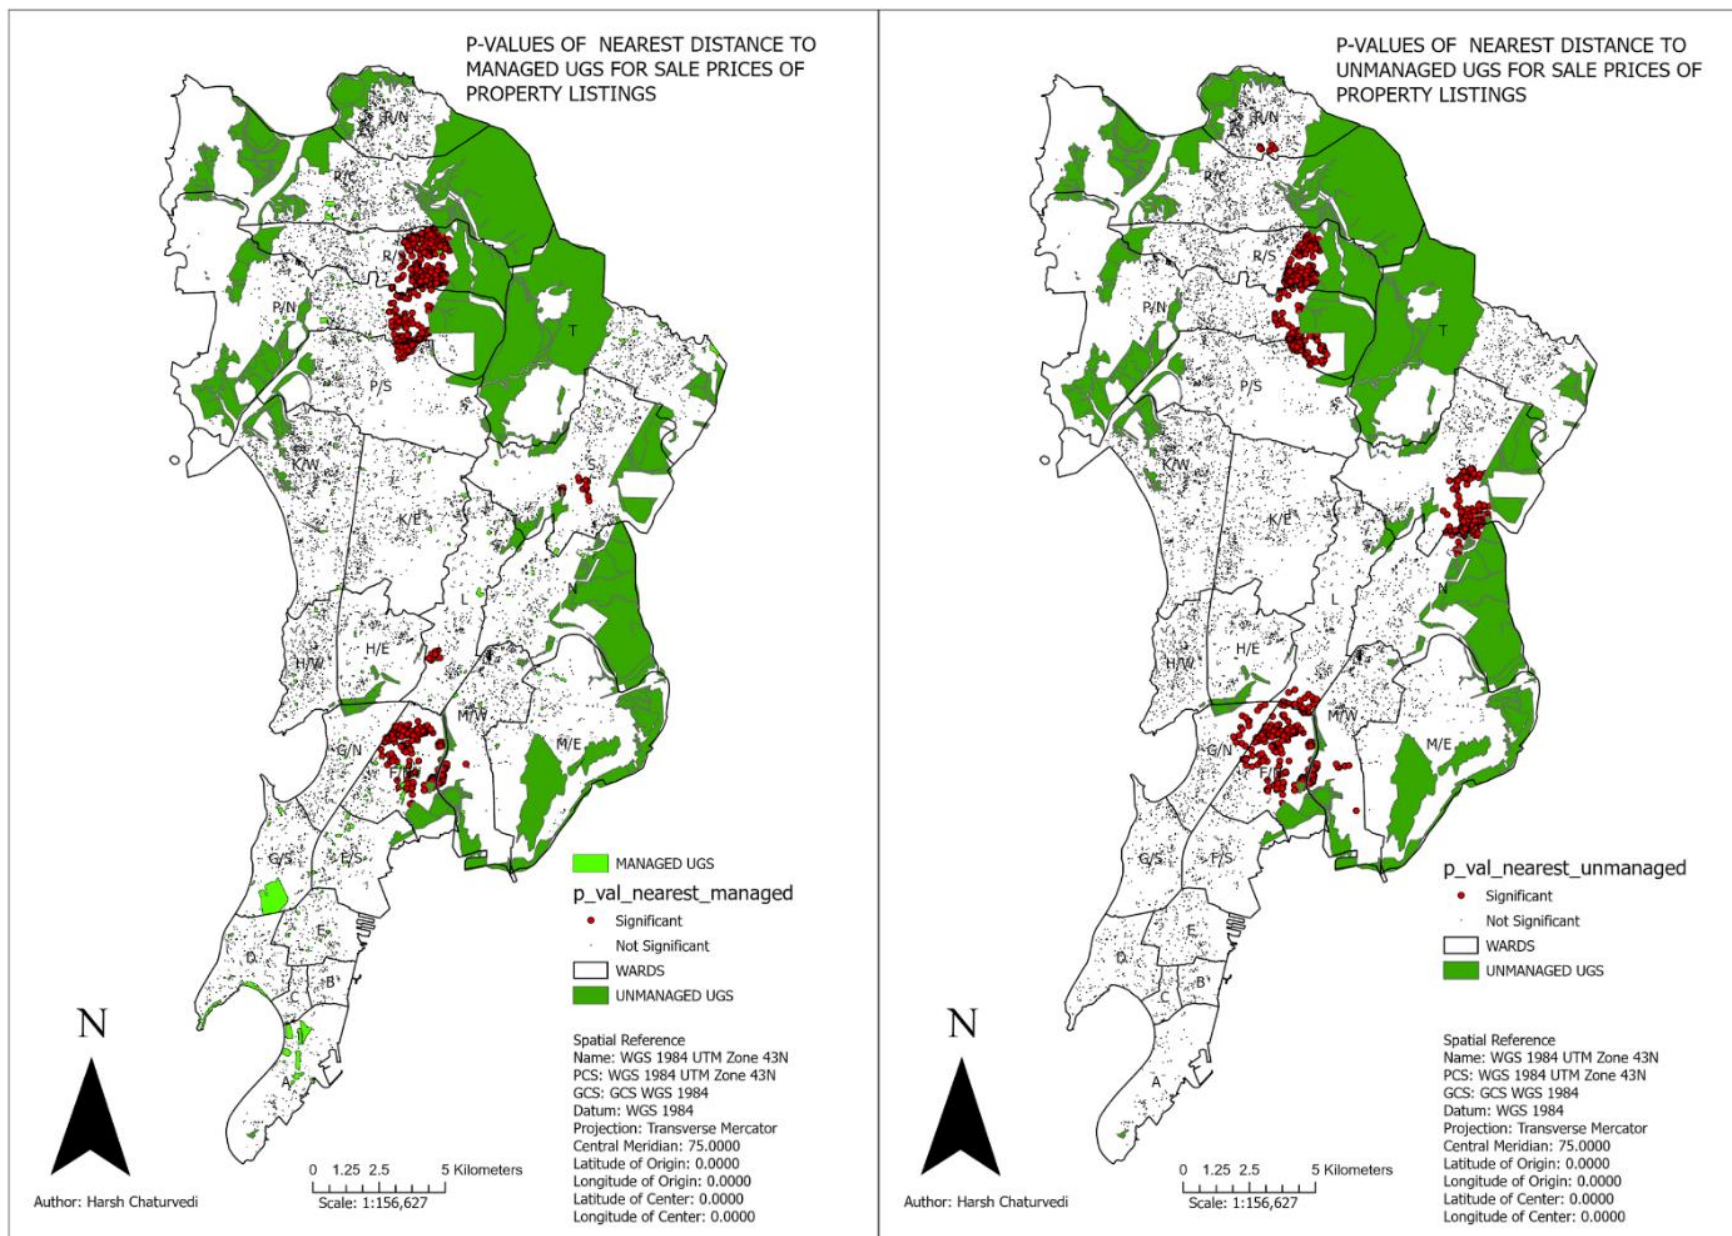 P-VALUES OF NEAREST DISTANCE TO
MANAGED UGS FOR SALE PRICES OF
PROPERTY LISTINGS
R/N
R/C
R/S
P/N
T
P/S
S
K/W
K/E
N
L
H/E
H/W
M/W
G/N
M/E
F/N
G/S
F/S
E
D
B
C
A
MANAGED UGS
p_val_nearest_managed
Significant
Not Significant
WARDS
UNMANAGED UGS
N
Spatial Reference
Name: WGS 1984 UTM Zone 43N
PCS: WGS 1984 UTM Zone 43N
GCS: GCS WGS 1984
Datum: WGS 1984
Projection: Transverse Mercator
Central Meridian: 75.0000
Latitude of Origin: 0.0000
Longitude of Origin: 0.0000
Latitude of Center: 0.0000
Longitude of Center: 0.0000
0 1.25 2.5 5 Kilometers
Scale: 1:156,627
Author: Harsh Chaturvedi
P-VALUES OF NEAREST DISTANCE TO
UNMANAGED UGS FOR SALE PRICES OF
PROPERTY LISTINGS
R/N
R/C
R/S
P/N
T
P/S
S
K/W
K/E
N
L
H/E
H/W
M/W
G/N
M/E
F/N
G/S
F/S
E
D
B
C
A
p_val_nearest_unmanaged
Significant
Not Significant
WARDS
UNMANAGED UGS
N
Spatial Reference
Name: WGS 1984 UTM Zone 43N
PCS: WGS 1984 UTM Zone 43N
GCS: GCS WGS 1984
Datum: WGS 1984
Projection: Transverse Mercator
Central Meridian: 75.0000
Latitude of Origin: 0.0000
Longitude of Origin: 0.0000
Latitude of Center: 0.0000
Longitude of Center: 0.0000
0 1.25 2.5 5 Kilometers
Scale: 1:156,627
Author: Harsh Chaturvedi